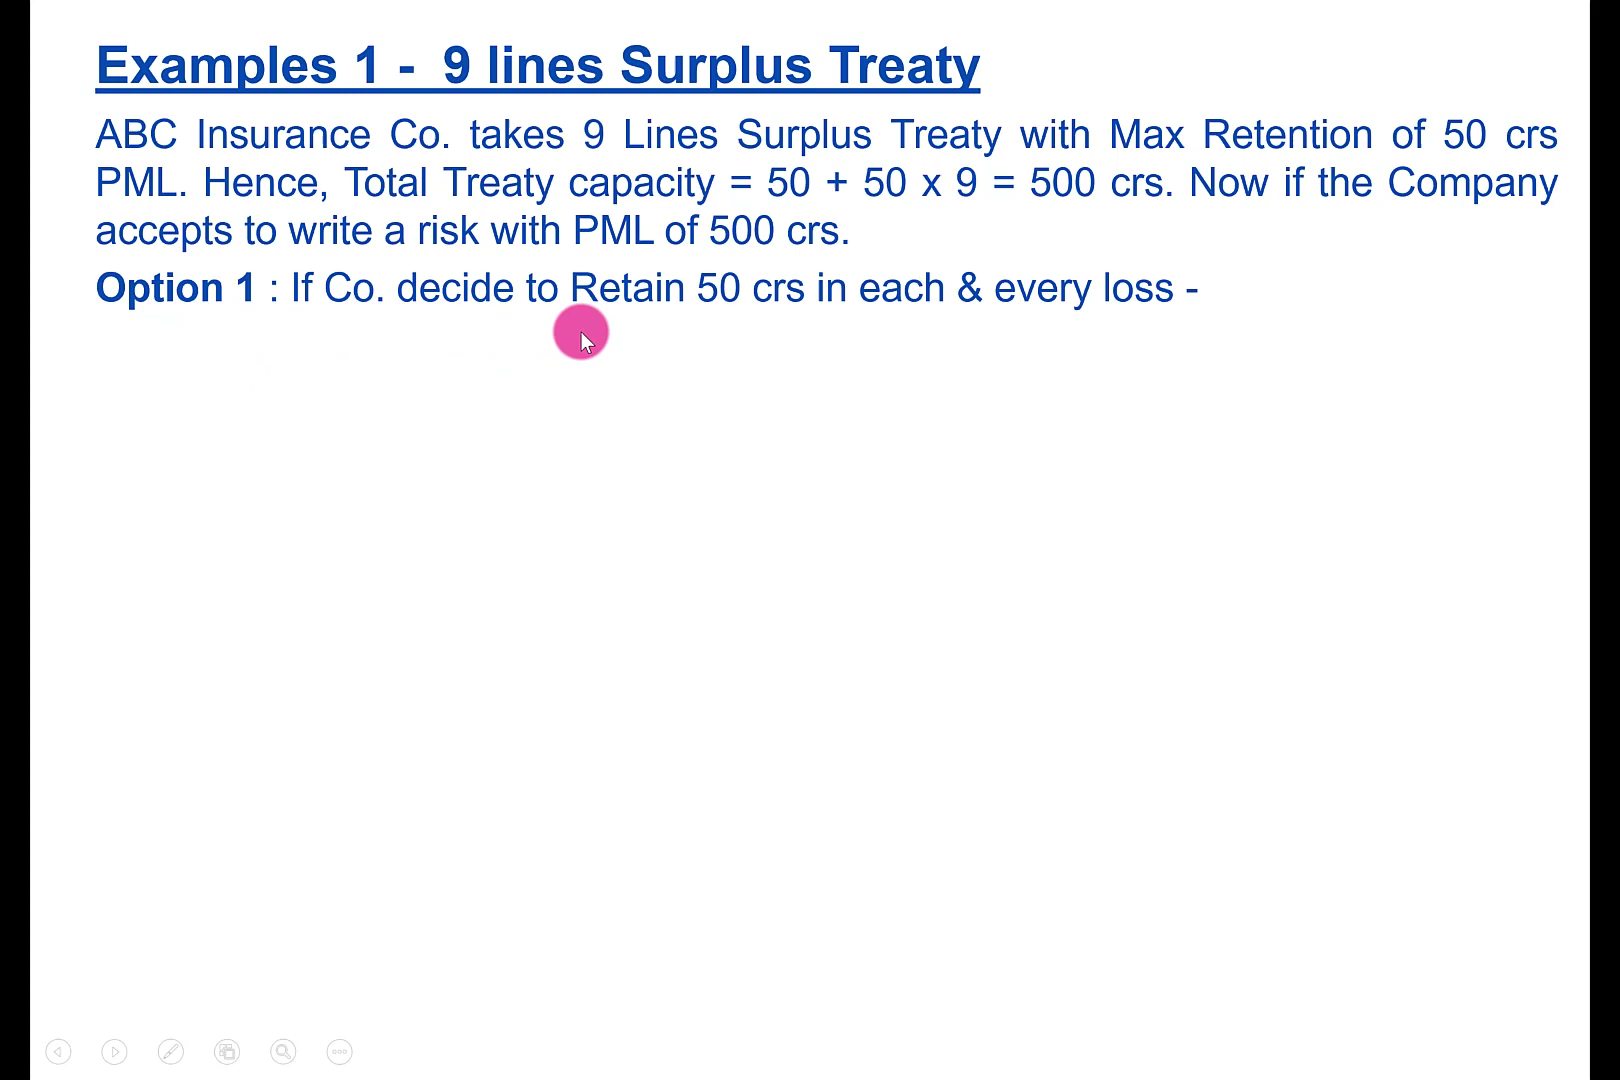 Examples 1 - 9 lines Surplus Treaty
ABC Insurance Co. takes 9 Lines Surplus Treaty with Max Retention of 50 crs
PML. Hence, Total Treaty capacity = 50 + 50 x 9 = 500 crs. Now if the Company
accepts to write a risk with PML of 500 crs.
Option 1 : If Co. decide to Retain 50 crs in each & every loss -